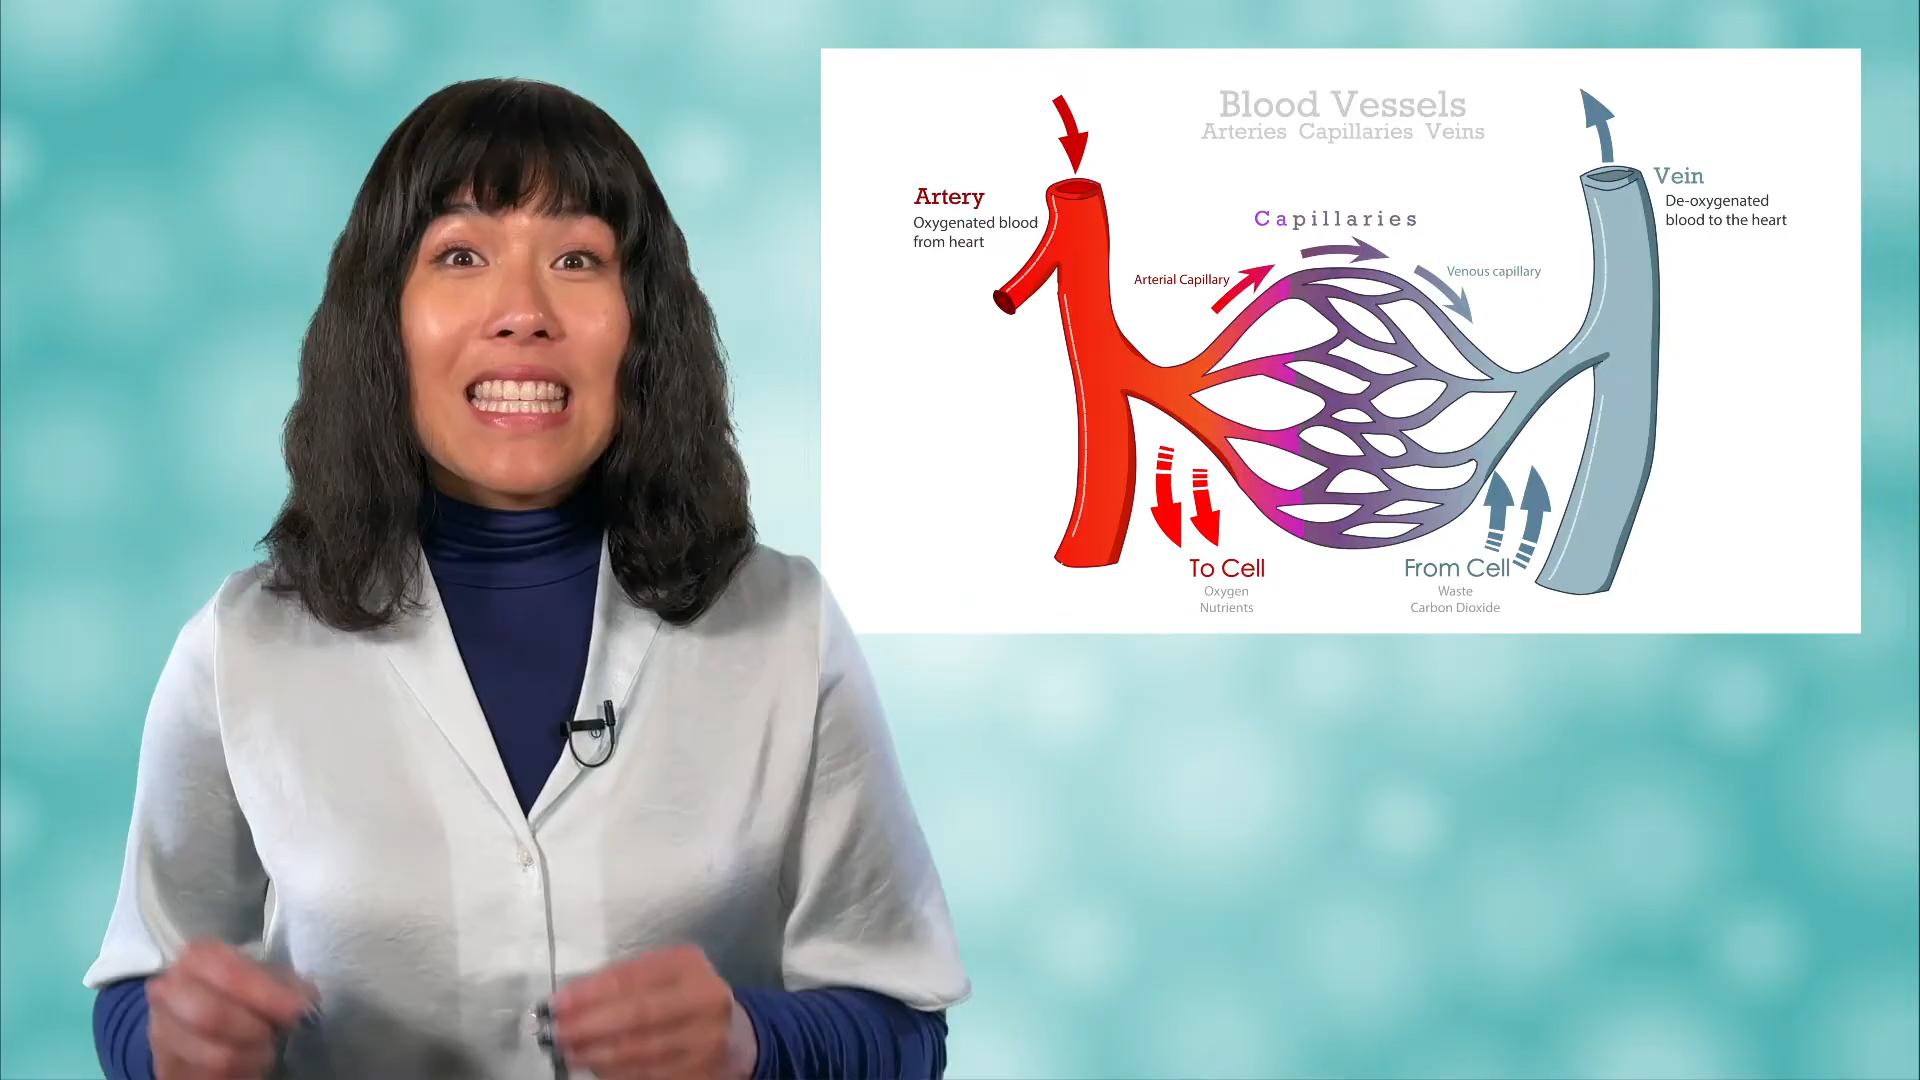 Blood Vessels
Arteries Capillaries Veins
Artery
Oxygenated blood
from heart
Vein
De-oxygenated
blood to the heart
Capillaries
Arterial Capillary
Venous capillary
To Cell
Oxygen
Nutrients
From Cell
Waste
Carbon Dioxide